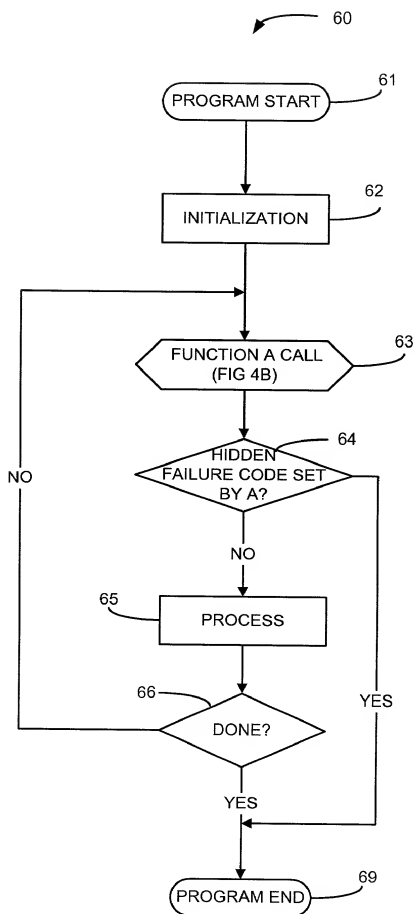 60
61
PROGRAM START
62
INITIALIZATION
63
FUNCTION A CALL
(FIG 4B)
64
HIDDEN
FAILURE CODE SET
BY A?
NO
NO
65
PROCESS
66
YES
DONE?
YES
69
PROGRAM END